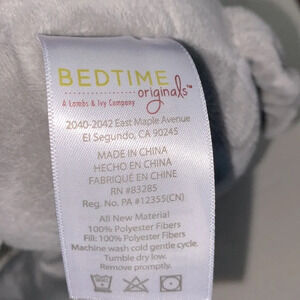 BEDTIME
originals™
A Lambs & Ivy Company
2040-2042 East Maple Avenue
El Segundo, CA 90245
MADE IN CHINA
HECHO EN CHINA
FABRIQUÉ EN CHINE
RN #83285
Reg. No. PA #12355(CN)
All New Material
100% Polyester Fibers
Fill: 100% Polyester Fibers
Machine wash cold gentle cycle.
Tumble dry low.
Remove promptly.